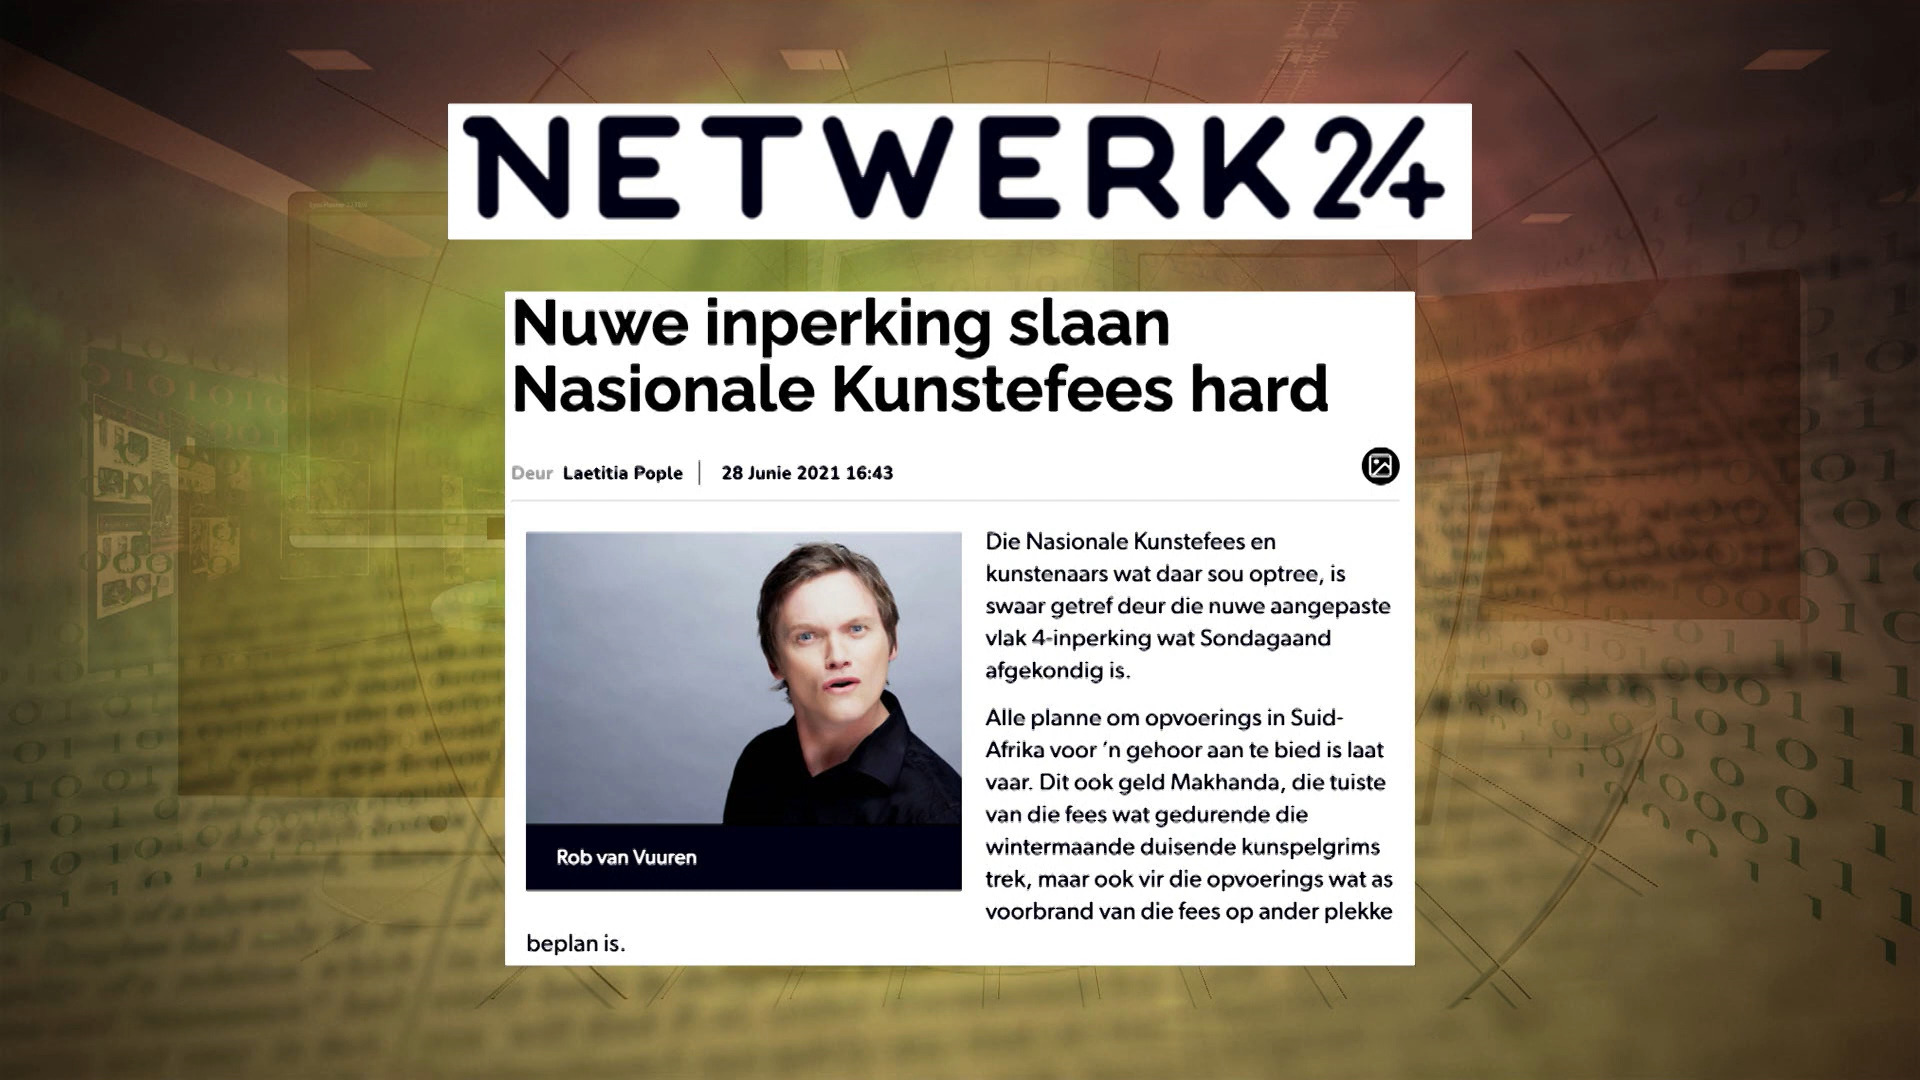 NETWERK24
Nuwe inperking slaan
Nasionale Kunstefees hard
Deur Laetitia Pople | 28 Junie 2021 16:43
Die Nasionale Kunstefees en
kunstenaars wat daar sou optree, is
swaar getref deur die nuwe aangepaste
vlak 4-inperking wat Sondagaand
afgekondig is.
Alle planne om opvoerings in Suid-
Afrika voor ’n gehoor aan te bied is laat
vaar. Dit ook geld Makhanda, die tuiste
van die fees wat gedurende die
wintermaande duisende kunspelgrims
trek, maar ook vir die opvoerings wat as
voorbrand van die fees op ander plekke
beplan is.
Rob van Vuuren